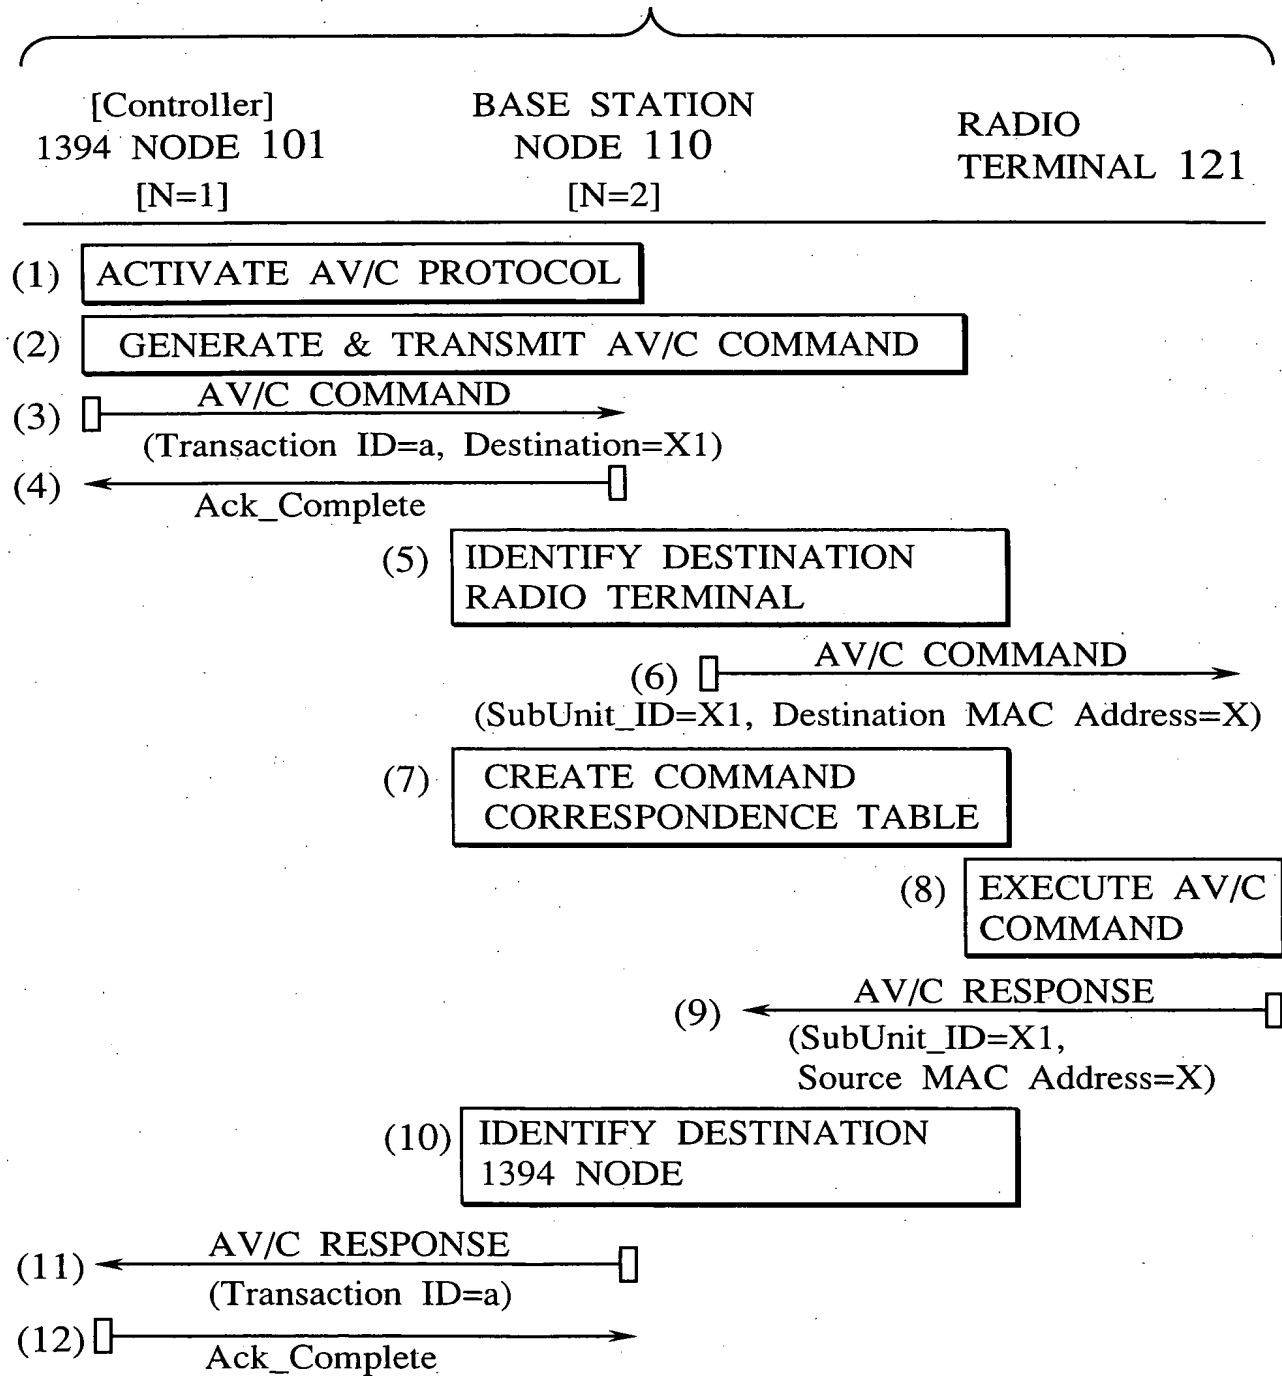 [Controller]
1394 NODE 101
[N=1]
BASE STATION
NODE 110
[N=2]
RADIO
TERMINAL 121
(1) ACTIVATE AV/C PROTOCOL
(2) GENERATE & TRANSMIT AV/C COMMAND
(3) AV/C COMMAND
(Transaction ID=a, Destination=X1)
(4) Ack_Complete
(5) IDENTIFY DESTINATION
RADIO TERMINAL
(6) AV/C COMMAND
(SubUnit_ID=X1, Destination MAC Address=X)
(7) CREATE COMMAND
CORRESPONDENCE TABLE
(8) EXECUTE AV/C
COMMAND
(9) AV/C RESPONSE
(SubUnit_ID=X1,
Source MAC Address=X)
(10) IDENTIFY DESTINATION
1394 NODE
(11) AV/C RESPONSE
(Transaction ID=a)
(12) Ack_Complete